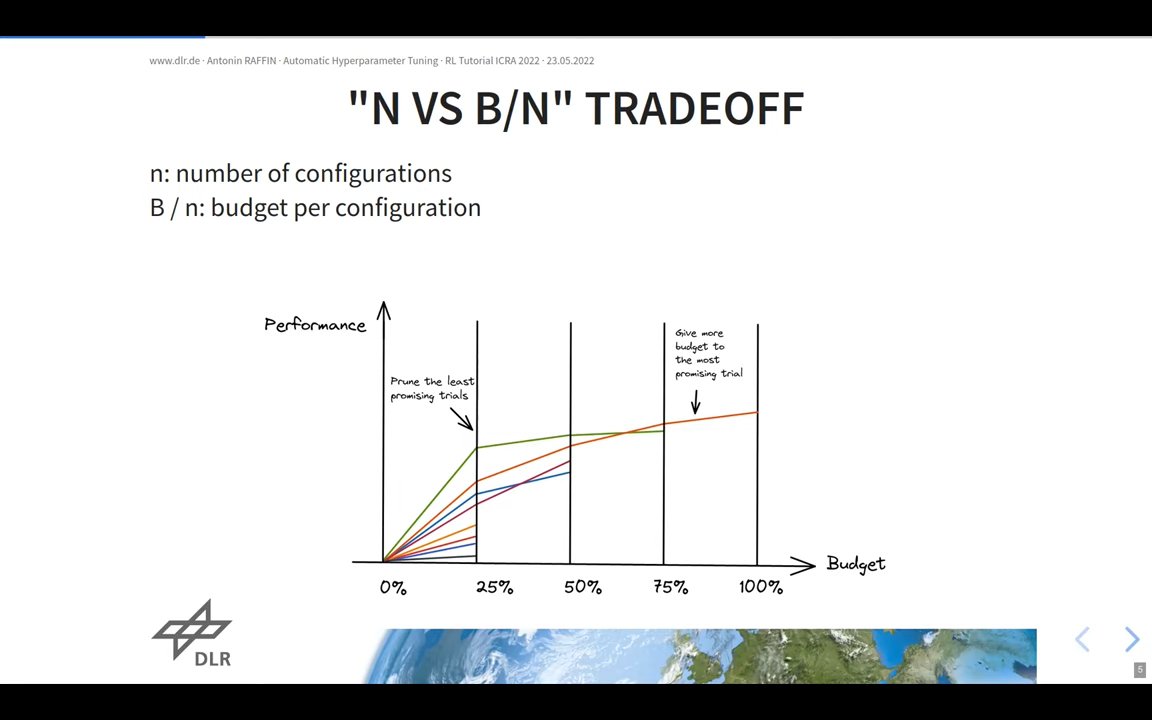 www.dlr.de · Antonin RAFFIN · Automatic Hyperparameter Tuning · RL Tutorial ICRA 2022 · 23.05.2022
"N VS B/N" TRADEOFF
n: number of configurations
B / n: budget per configuration
Performance
Prune the least
promising trials
Give more
budget to
the most
promising trial
Budget
0% 25% 50% 75% 100%
DLR
5